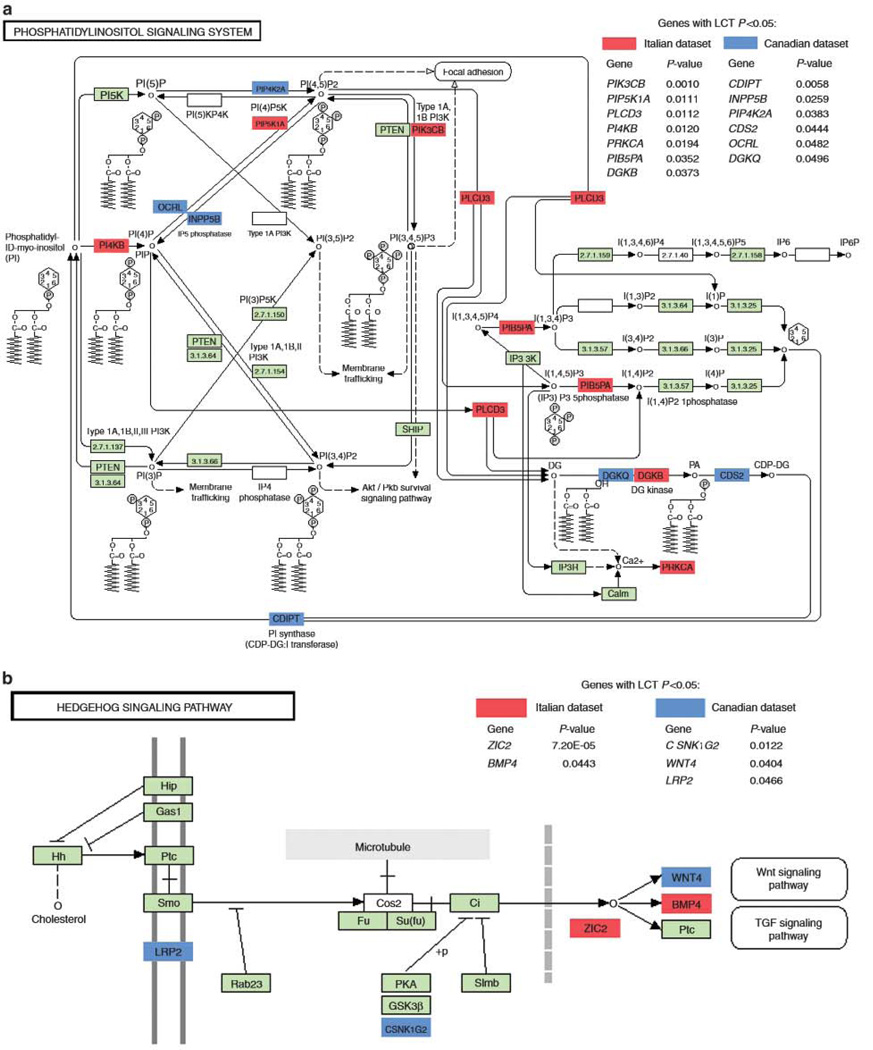 a
PHOSPHATIDYLINOSITOL SIGNALING SYSTEM
Genes with LCT P<0.05:
Italian dataset Canadian dataset
Gene P-value Gene P-value
PIK3CB 0.0010 CDIPT 0.0058
PIP5K1A 0.0111 INPP5B 0.0259
PLCD3 0.0112 PIP4K2A 0.0383
PI4KB 0.0120 CDS2 0.0444
PRKCA 0.0194 OCRL 0.0482
PIB5PA 0.0352 DGKQ 0.0496
DGKB 0.0373
PI5K
PI(5)P
PIP4K2A
PI(4,5)P2
Focal adhesion
PI(5)KP4K
PI(4)P5K
PIP5K1A
Type 1A,
1B PI3K
PTEN PIK3CB
PLCD3
PLCD3
OCRL
INPP5B
IP5 phosphatase
Type 1A PI3K
Phosphatidyl-
ID-myo-inositol
(PI)
PI4KB
PI(4)P
PIP
PI(3,5)P2
PI(3,4,5)P3
I(1,3,4,6)P4
I(1,3,4,5,6)P5
IP6
IP6P
2.7.1.159
2.7.1.40
2.7.1.158
PI(3)P5K
2.7.1.150
I(1,3,4,5)P4
PIB5PA
I(1,3,4)P3
I(1,3)P2
3.1.3.64
I(1)P
3.1.3.25
PTEN
3.1.3.64
Type 1A,1B,II
PI3K
2.7.1.154
Membrane
trafficking
IP3 3K
3.1.3.57
I(3,4)P2
3.1.3.66
I(3)P
3.1.3.25
I(1,4,5)P3
PIB5PA
I(1,4)P2
3.1.3.57
I(4)P
3.1.3.25
(IP3) P3 5phosphatase
I(1,4)P2 1phosphatase
PLCD3
Type 1A,1B,II,III PI3K
2.7.1.137
PTEN
3.1.3.64
PI(3)P
3.1.3.66
PI(3,4)P2
SHIP
Membrane
trafficking
IP4
phosphatase
Akt / Pkb survival
signaling pathway
DG
DGKQ DGKB
OH
DG kinase
PA
CDS2
CDP-DG
IP3R
Ca2+
PRKCA
Calm
CDIPT
PI synthase
(CDP-DG:I transferase)
b
HEDGEHOG SINGALING PATHWAY
Genes with LCT P<0.05:
Italian dataset Canadian dataset
Gene P-value Gene P-value
ZIC2 7.20E-05 CSNK1G2 0.0122
BMP4 0.0443 WNT4 0.0404
LRP2 0.0466
Hip
Gas1
Hh
Ptc
Cholesterol
Smo
LRP2
Rab23
Microtubule
Cos2
Fu Su(fu)
Ci
+p
PKA
GSK3β
CSNK1G2
Slmb
ZIC2
WNT4
BMP4
Ptc
Wnt signaling
pathway
TGF signaling
pathway